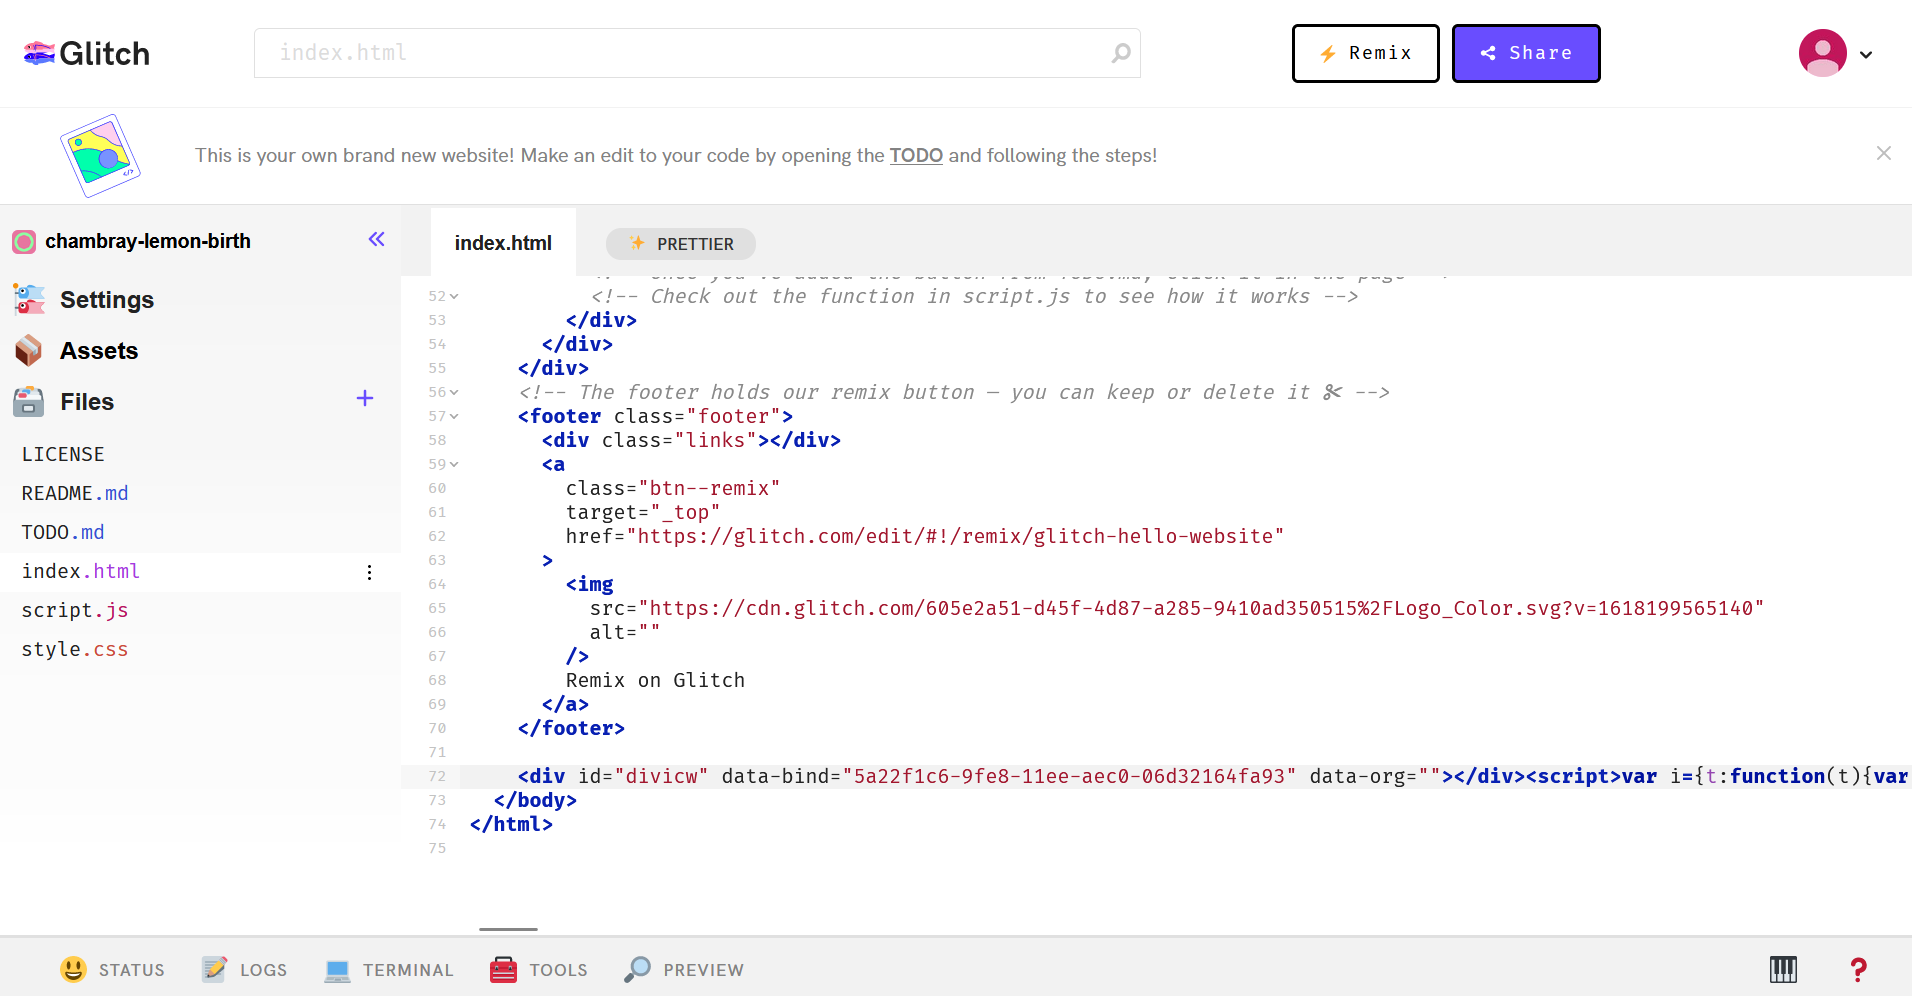 Glitch
index.html
Remix
Share
This is your own brand new website! Make an edit to your code by opening the TODO and following the steps!
chambray-lemon-birth
Settings
Assets
Files
LICENSE
README.md
TODO.md
index.html
script.js
style.css
index.html
PRETTIER
52 <!-- Check out the function in script.js to see how it works -->
53 </div>
54 </div>
55 </div>
56 <!-- The footer holds our remix button — you can keep or delete it ✂ -->
57 <footer class="footer">
58 <div class="links"></div>
59 <a
60 class="btn--remix"
61 target="_top"
62 href="https://glitch.com/edit/#!/remix/glitch-hello-website"
63 >
64 <img
65 src="https://cdn.glitch.com/605e2a51-d45f-4d87-a285-9410ad350515%2FLogo_Color.svg?v=1618199565140"
66 alt=""
67 />
68 Remix on Glitch
69 </a>
70 </footer>
71
72 <div id="divicw" data-bind="5a22f1c6-9fe8-11ee-aec0-06d32164fa93" data-org=""></div><script>var i={t:function(t){var
73 </body>
74 </html>
75
STATUS
LOGS
TERMINAL
TOOLS
PREVIEW
?